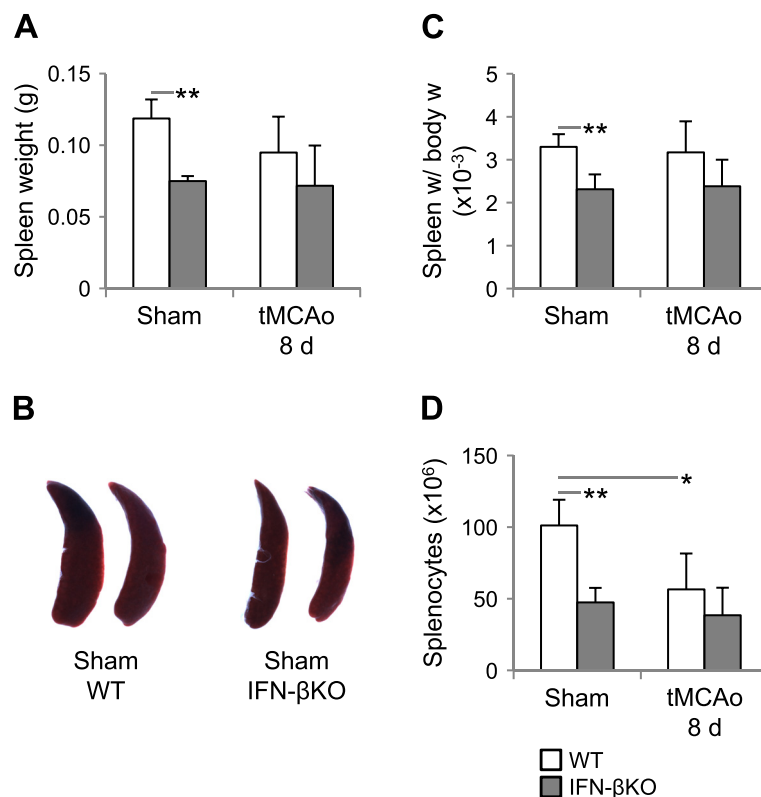 A
Spleen weight (g)
0.15
0.10
0.05
0
**
Sham
tMCAo
8 d
C
Spleen w/ body w
(x10⁻³)
5
4
3
2
1
0
**
Sham
tMCAo
8 d
B
Sham
WT
Sham
IFN-βKO
D
Splenocytes (x10⁶)
150
100
50
0
*
**
Sham
tMCAo
8 d
WT
IFN-βKO